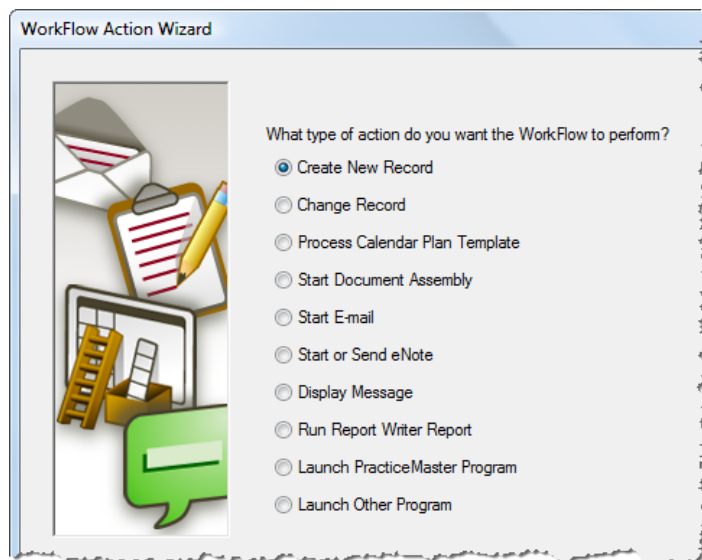 WorkFlow Action Wizard
What type of action do you want the WorkFlow to perform?
Create New Record
Change Record
Process Calendar Plan Template
Start Document Assembly
Start E-mail
Start or Send eNote
Display Message
Run Report Writer Report
Launch PracticeMaster Program
Launch Other Program